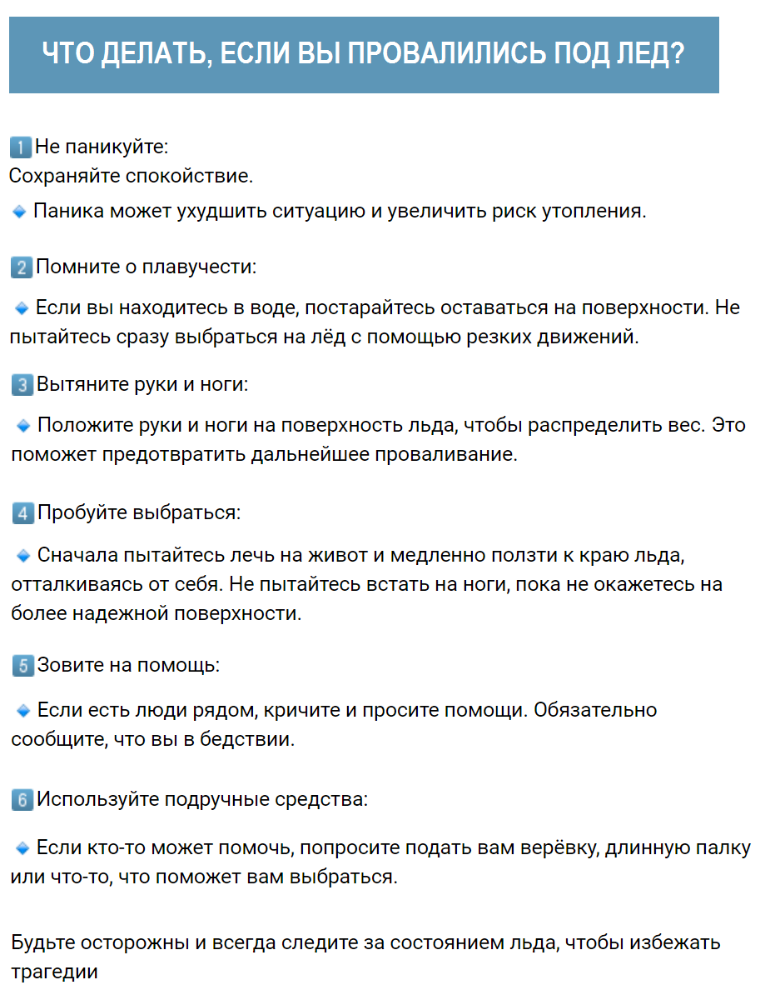 ЧТО ДЕЛАТЬ, ЕСЛИ ВЫ ПРОВАЛИЛИСЬ ПОД ЛЕД?
1 Не паникуйте:
Сохраняйте спокойствие.
Паника может ухудшить ситуацию и увеличить риск утопления.
2 Помните о плавучести:
Если вы находитесь в воде, постарайтесь оставаться на поверхности. Не
пытайтесь сразу выбраться на лёд с помощью резких движений.
3 Вытяните руки и ноги:
Положите руки и ноги на поверхность льда, чтобы распределить вес. Это
поможет предотвратить дальнейшее проваливание.
4 Пробуйте выбраться:
Сначала пытайтесь лечь на живот и медленно ползти к краю льда,
отталкиваясь от себя. Не пытайтесь встать на ноги, пока не окажетесь на
более надежной поверхности.
5 Зовите на помощь:
Если есть люди рядом, кричите и просите помощи. Обязательно
сообщите, что вы в бедствии.
6 Используйте подручные средства:
Если кто-то может помочь, попросите подать вам верёвку, длинную палку
или что-то, что поможет вам выбраться.
Будьте осторожны и всегда следите за состоянием льда, чтобы избежать
трагедии